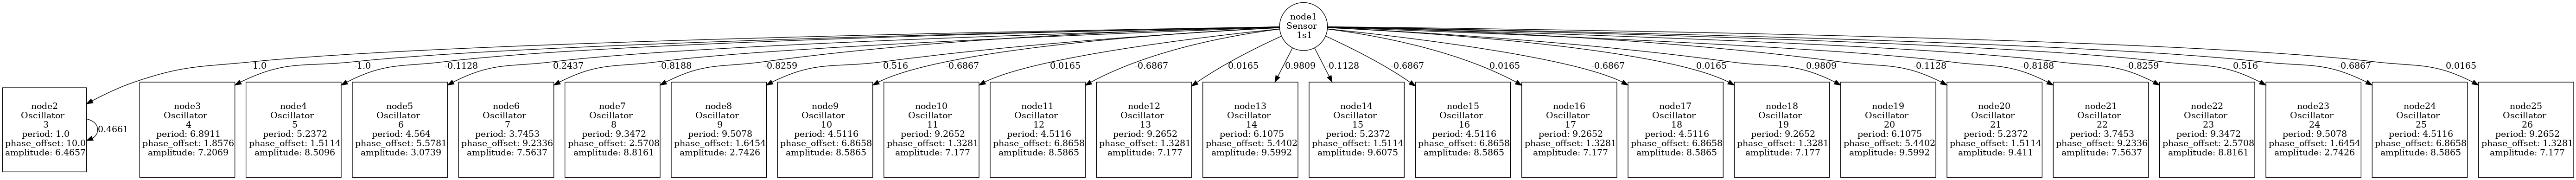 node1
Sensor
1s1
1.0
-1.0
-0.1128
0.2437
-0.8188
-0.8259
0.516
-0.6867
0.0165
-0.6867
0.0165
0.9809
-0.1128
-0.6867
0.0165
-0.6867
0.0165
0.9809
-0.1128
-0.8188
-0.8259
0.516
-0.6867
0.0165
node2
Oscillator
3
period: 1.0
phase_offset: 10.0
amplitude: 6.4657
0.4661
node3
Oscillator
4
period: 6.8911
phase_offset: 1.8576
amplitude: 7.2069
node4
Oscillator
5
period: 5.2372
phase_offset: 1.5114
amplitude: 8.5096
node5
Oscillator
6
period: 4.564
phase_offset: 5.5781
amplitude: 3.0739
node6
Oscillator
7
period: 3.7453
phase_offset: 9.2336
amplitude: 7.5637
node7
Oscillator
8
period: 9.3472
phase_offset: 2.5708
amplitude: 8.8161
node8
Oscillator
9
period: 9.5078
phase_offset: 1.6454
amplitude: 2.7426
node9
Oscillator
10
period: 4.5116
phase_offset: 6.8658
amplitude: 8.5865
node10
Oscillator
11
period: 9.2652
phase_offset: 1.3281
amplitude: 7.177
node11
Oscillator
12
period: 4.5116
phase_offset: 6.8658
amplitude: 8.5865
node12
Oscillator
13
period: 9.2652
phase_offset: 1.3281
amplitude: 7.177
node13
Oscillator
14
period: 6.1075
phase_offset: 5.4402
amplitude: 9.5992
node14
Oscillator
15
period: 5.2372
phase_offset: 1.5114
amplitude: 9.6075
node15
Oscillator
16
period: 4.5116
phase_offset: 6.8658
amplitude: 8.5865
node16
Oscillator
17
period: 9.2652
phase_offset: 1.3281
amplitude: 7.177
node17
Oscillator
18
period: 4.5116
phase_offset: 6.8658
amplitude: 8.5865
node18
Oscillator
19
period: 9.2652
phase_offset: 1.3281
amplitude: 7.177
node19
Oscillator
20
period: 6.1075
phase_offset: 5.4402
amplitude: 9.5992
node20
Oscillator
21
period: 5.2372
phase_offset: 1.5114
amplitude: 9.411
node21
Oscillator
22
period: 3.7453
phase_offset: 9.2336
amplitude: 7.5637
node22
Oscillator
23
period: 9.3472
phase_offset: 2.5708
amplitude: 8.8161
node23
Oscillator
24
period: 9.5078
phase_offset: 1.6454
amplitude: 2.7426
node24
Oscillator
25
period: 4.5116
phase_offset: 6.8658
amplitude: 8.5865
node25
Oscillator
26
period: 9.2652
phase_offset: 1.3281
amplitude: 7.177